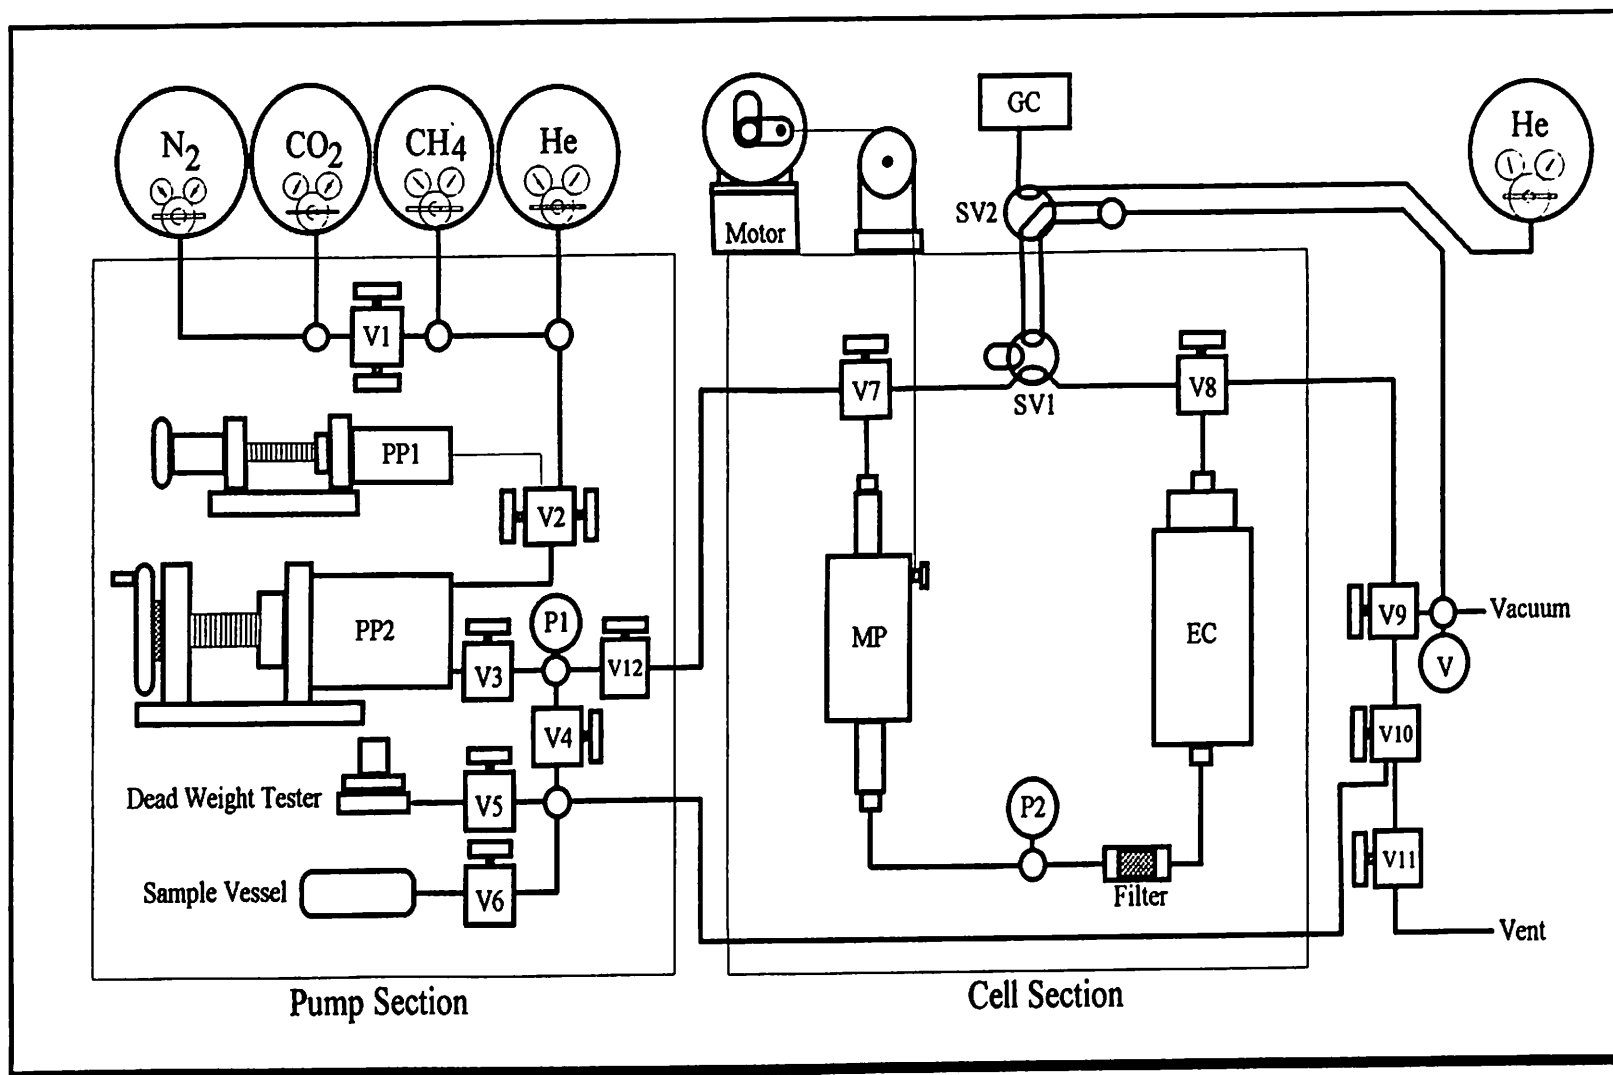 N2 CO2 CH4 He
GC
He
SV2
Motor
V1
V7
SV1
V8
PP1
V2
PP2
P1
V3
V12
MP
EC
V9
Vacuum
V
V4
V10
Dead Weight Tester
V5
P2
Sample Vessel
V6
Filter
V11
Vent
Pump Section
Cell Section